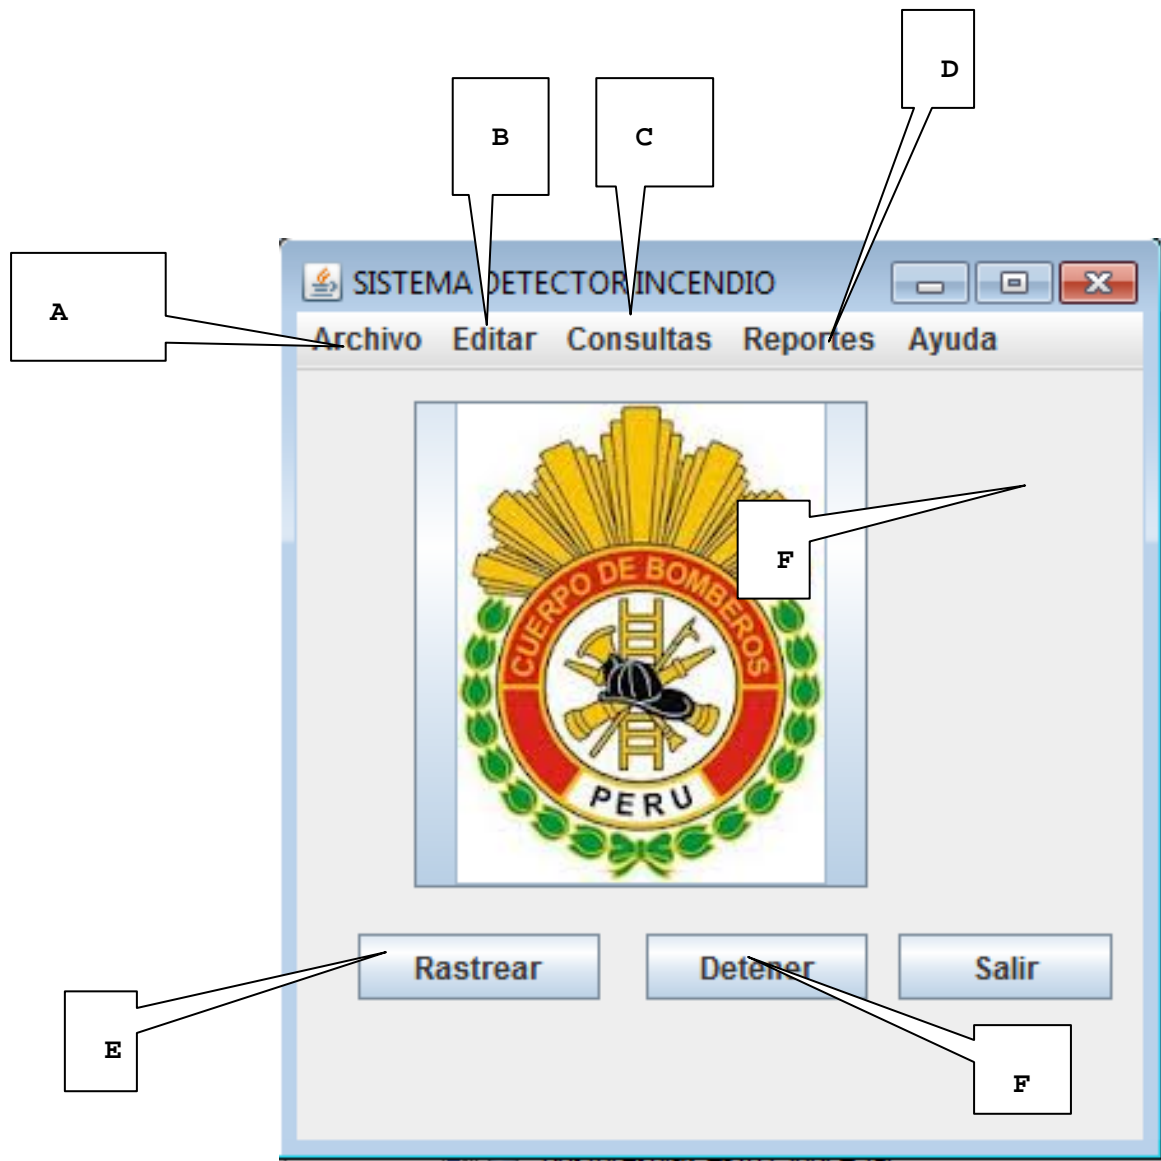 D
B
C
A
SISTEMA DETECTOR INCENDIO
Archivo Editar Consultas Reportes Ayuda
F
CUERPO DE BOMBEROS
PERU
Rastrear Detener Salir
E
F